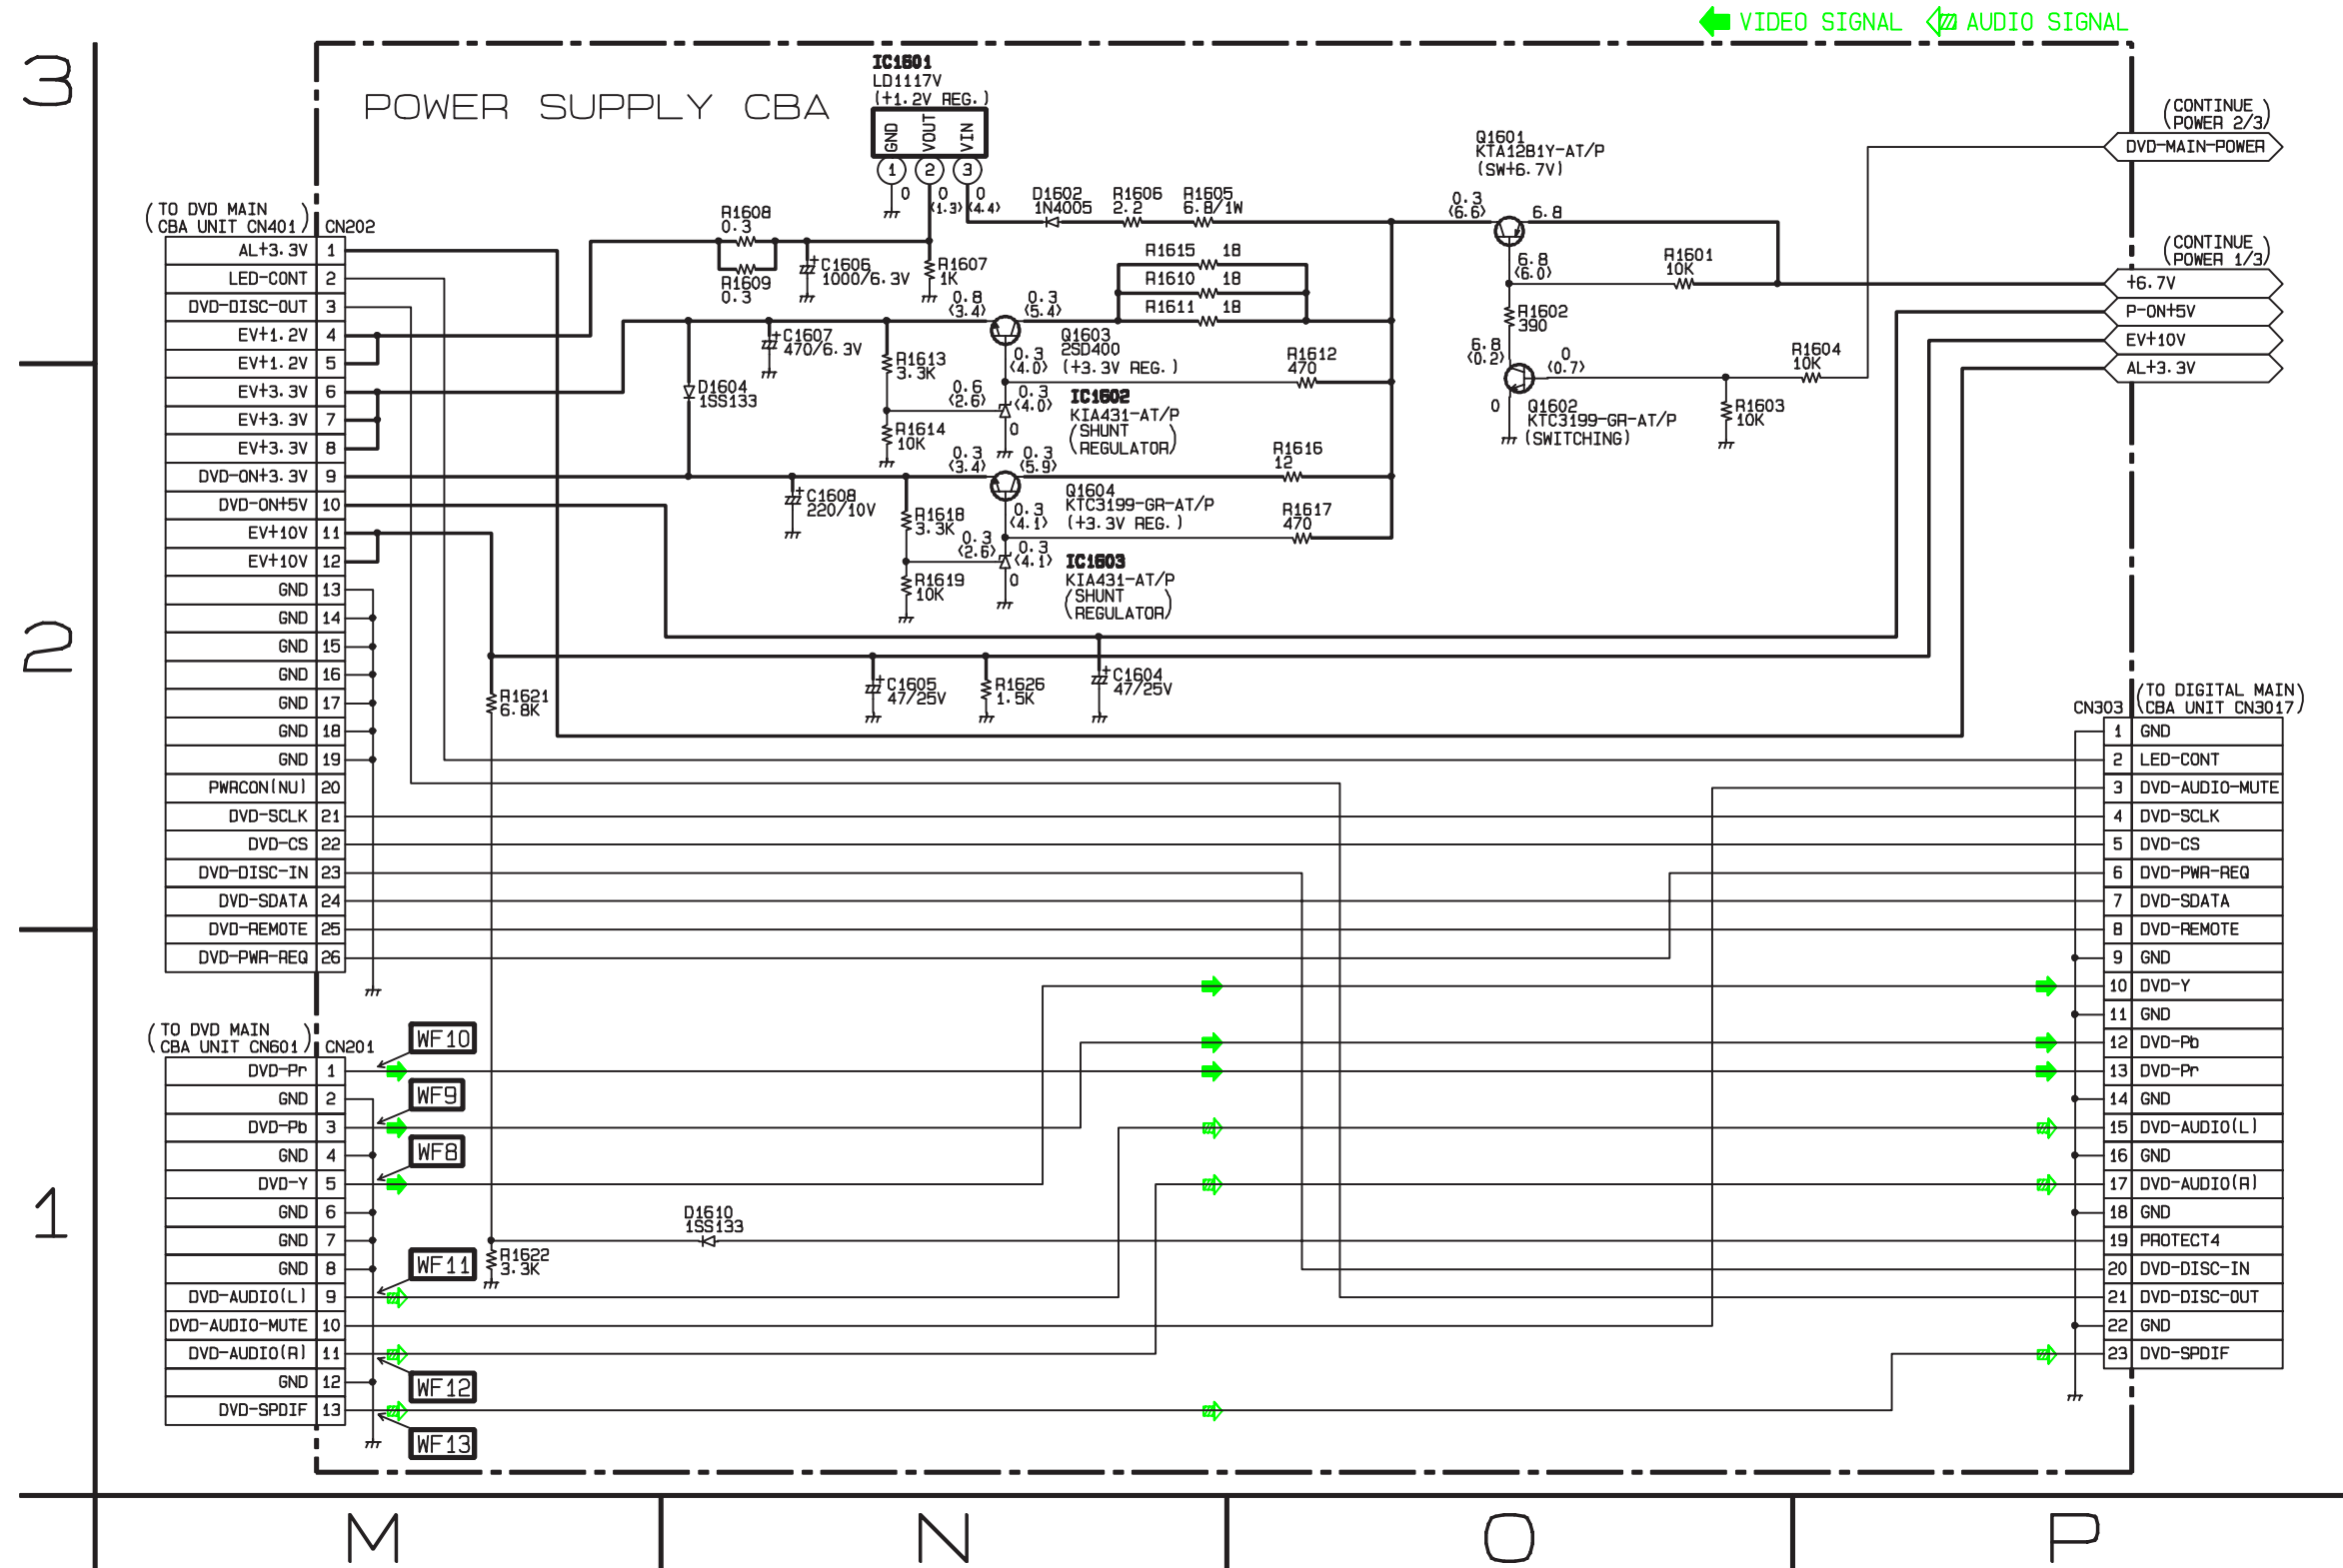 VIDEO SIGNAL AUDIO SIGNAL
3
2
1
POWER SUPPLY CBA
IC1601
LD1117V
(+1.2V REG.)
GND VOUT VIN
1 2 3
0 0 0
<1.3> <4.4>
D1602
1N4005
R1606
2.2
R1605
6.8/1W
Q1601
KTA1281Y-AT/P
(SW+6.7V)
0.3
<6.6>
6.8
6.8
<6.0>
R1601
10K
R1602
390
6.8
<0.2>
0
<0.7>
0
Q1602
KTC3199-GR-AT/P
(SWITCHING)
R1604
10K
R1603
10K
(CONTINUE
POWER 2/3)
DVD-MAIN-POWER
(CONTINUE
POWER 1/3)
+6.7V
P-ON+5V
EV+10V
AL+3.3V
R1608
0.3
R1609
0.3
C1606
1000/6.3V
R1607
1K
R1615 18
R1610 18
R1611 18
C1607
470/6.3V
D1604
1SS133
R1613
3.3K
R1614
10K
0.8
<3.4>
0.3
<5.4>
Q1603
2SD400
(+3.3V REG.)
0.3
<4.0>
0.6
<2.6>
0.3
<4.0>
0
IC1602
KIA431-AT/P
(SHUNT
REGULATOR)
R1612
470
0.3
<3.4>
0.3
<5.9>
R1616
12
Q1604
KTC3199-GR-AT/P
(+3.3V REG.)
R1617
470
C1608
220/10V
R1618
3.3K
0.3
<4.1>
0.3
<2.6>
0.3
<4.1>
0
R1619
10K
IC1603
KIA431-AT/P
(SHUNT
REGULATOR)
C1605
47/25V
R1626
1.5K
C1604
47/25V
R1621
6.8K
D1610
1SS133
R1622
3.3K
(TO DVD MAIN
CBA UNIT CN401) CN202
AL+3.3V 1
LED-CONT 2
DVD-DISC-OUT 3
EV+1.2V 4
EV+1.2V 5
EV+3.3V 6
EV+3.3V 7
EV+3.3V 8
DVD-ON+3.3V 9
DVD-ON+5V 10
EV+10V 11
EV+10V 12
GND 13
GND 14
GND 15
GND 16
GND 17
GND 18
GND 19
PWRCON(NU) 20
DVD-SCLK 21
DVD-CS 22
DVD-DISC-IN 23
DVD-SDATA 24
DVD-REMOTE 25
DVD-PWR-REQ 26
(TO DVD MAIN
CBA UNIT CN601) CN201
DVD-Pr 1
GND 2
DVD-Pb 3
GND 4
DVD-Y 5
GND 6
GND 7
GND 8
DVD-AUDIO(L) 9
DVD-AUDIO-MUTE 10
DVD-AUDIO(R) 11
GND 12
DVD-SPDIF 13
WF10
WF9
WF8
WF11
WF12
WF13
CN303 (TO DIGITAL MAIN
CBA UNIT CN3017)
1 GND
2 LED-CONT
3 DVD-AUDIO-MUTE
4 DVD-SCLK
5 DVD-CS
6 DVD-PWR-REQ
7 DVD-SDATA
8 DVD-REMOTE
9 GND
10 DVD-Y
11 GND
12 DVD-Pb
13 DVD-Pr
14 GND
15 DVD-AUDIO(L)
16 GND
17 DVD-AUDIO(R)
18 GND
19 PROTECT4
20 DVD-DISC-IN
21 DVD-DISC-OUT
22 GND
23 DVD-SPDIF
M N O P